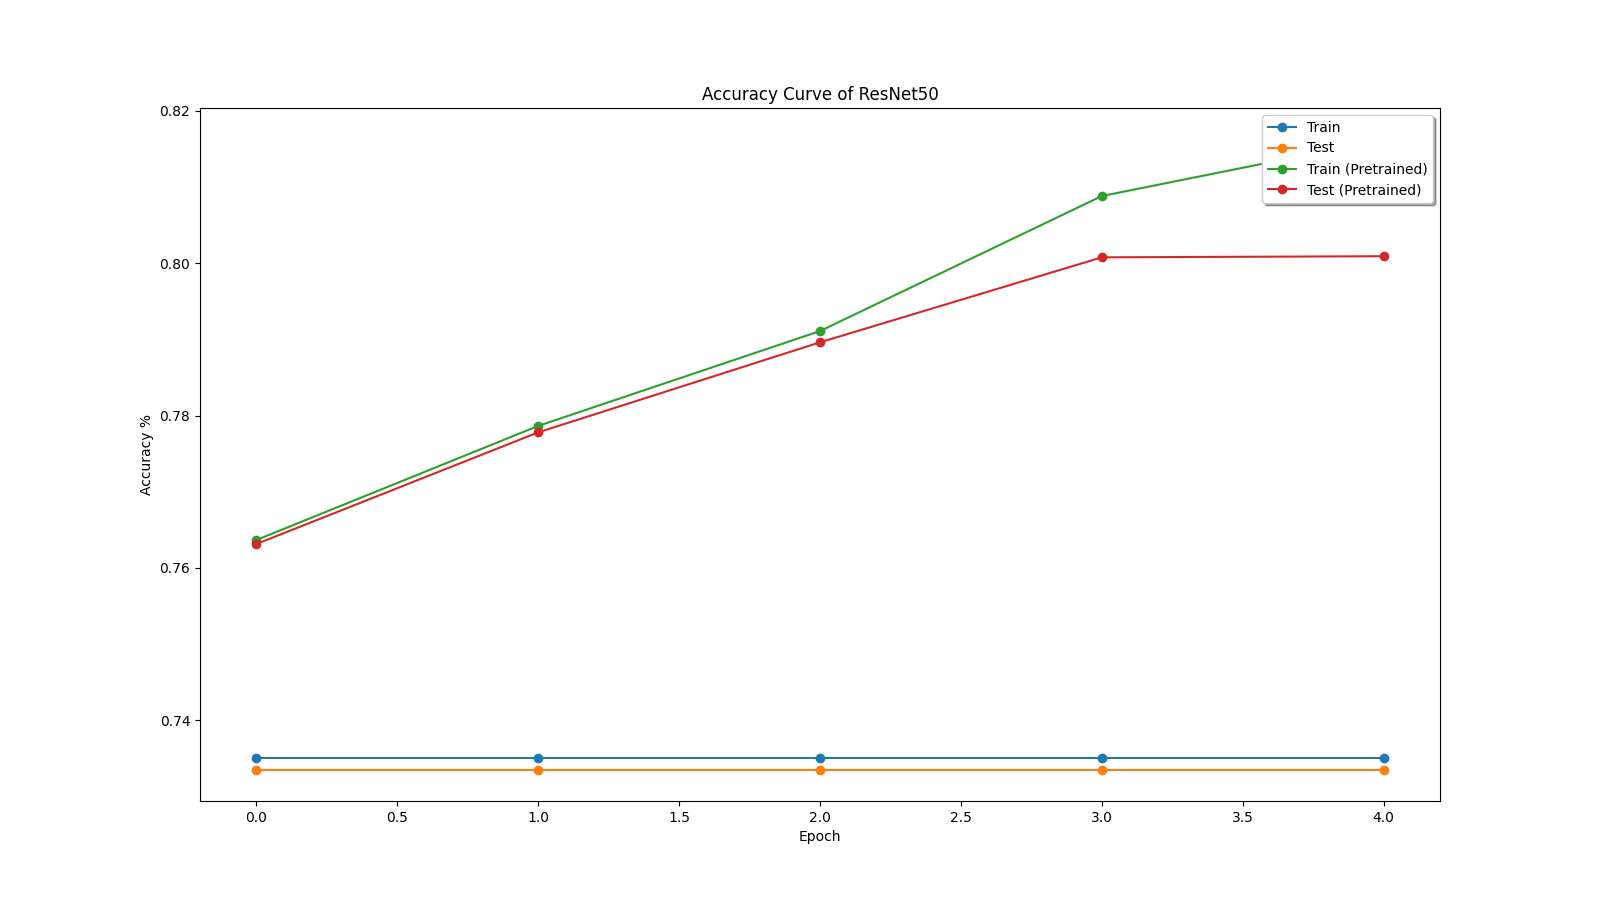 Accuracy Curve of ResNet50
0.82
0.80
0.78
0.76
0.74
Accuracy %
Train
Test
Train (Pretrained)
Test (Pretrained)
0.0 0.5 1.0 1.5 2.0 2.5 3.0 3.5 4.0
Epoch